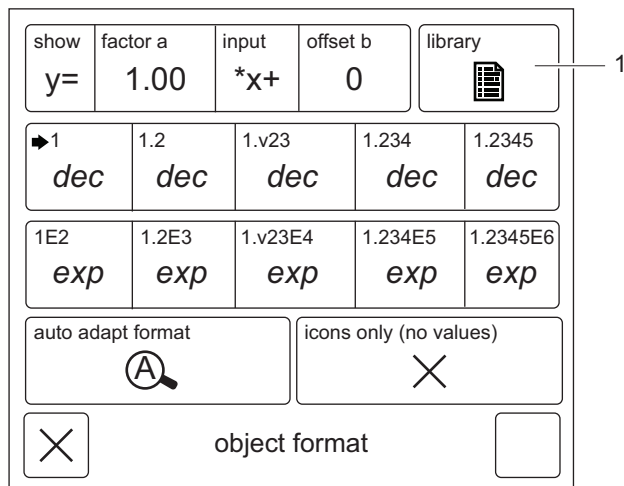 show factor a input offset b library
y= 1.00 *x+ 0
1
1 1.2 1.v23 1.234 1.2345
dec dec dec dec dec
1E2 1.2E3 1.v23E4 1.234E5 1.2345E6
exp exp exp exp exp
auto adapt format icons only (no values)
A
object format